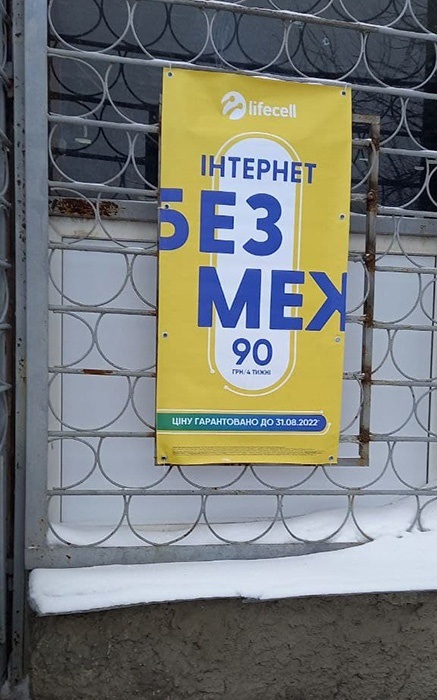 lifecell
ІНТЕРНЕТ
БЕЗ
МЕЖ
90
ГРН/4 ТИЖНІ
ЦІНУ ГАРАНТОВАНО ДО 31.08.2022